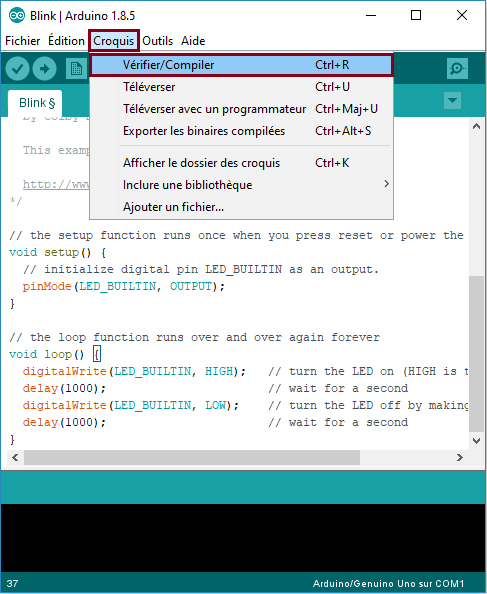 Blink | Arduino 1.8.5
Fichier Édition Croquis Outils Aide
Vérifier/Compiler Ctrl+R
Téléverser Ctrl+U
Téléverser avec un programmateur Ctrl+Maj+U
Exporter les binaires compilées Ctrl+Alt+S
Afficher le dossier des croquis Ctrl+K
Inclure une bibliothèque
Ajouter un fichier...
Blink §
This examp
http://www
*/
// the setup function runs once when you press reset or power the
void setup() {
// initialize digital pin LED_BUILTIN as an output.
pinMode(LED_BUILTIN, OUTPUT);
}
// the loop function runs over and over again forever
void loop() {
digitalWrite(LED_BUILTIN, HIGH); // turn the LED on (HIGH is t
delay(1000); // wait for a second
digitalWrite(LED_BUILTIN, LOW); // turn the LED off by making
delay(1000); // wait for a second
}
37 Arduino/Genuino Uno sur COM1